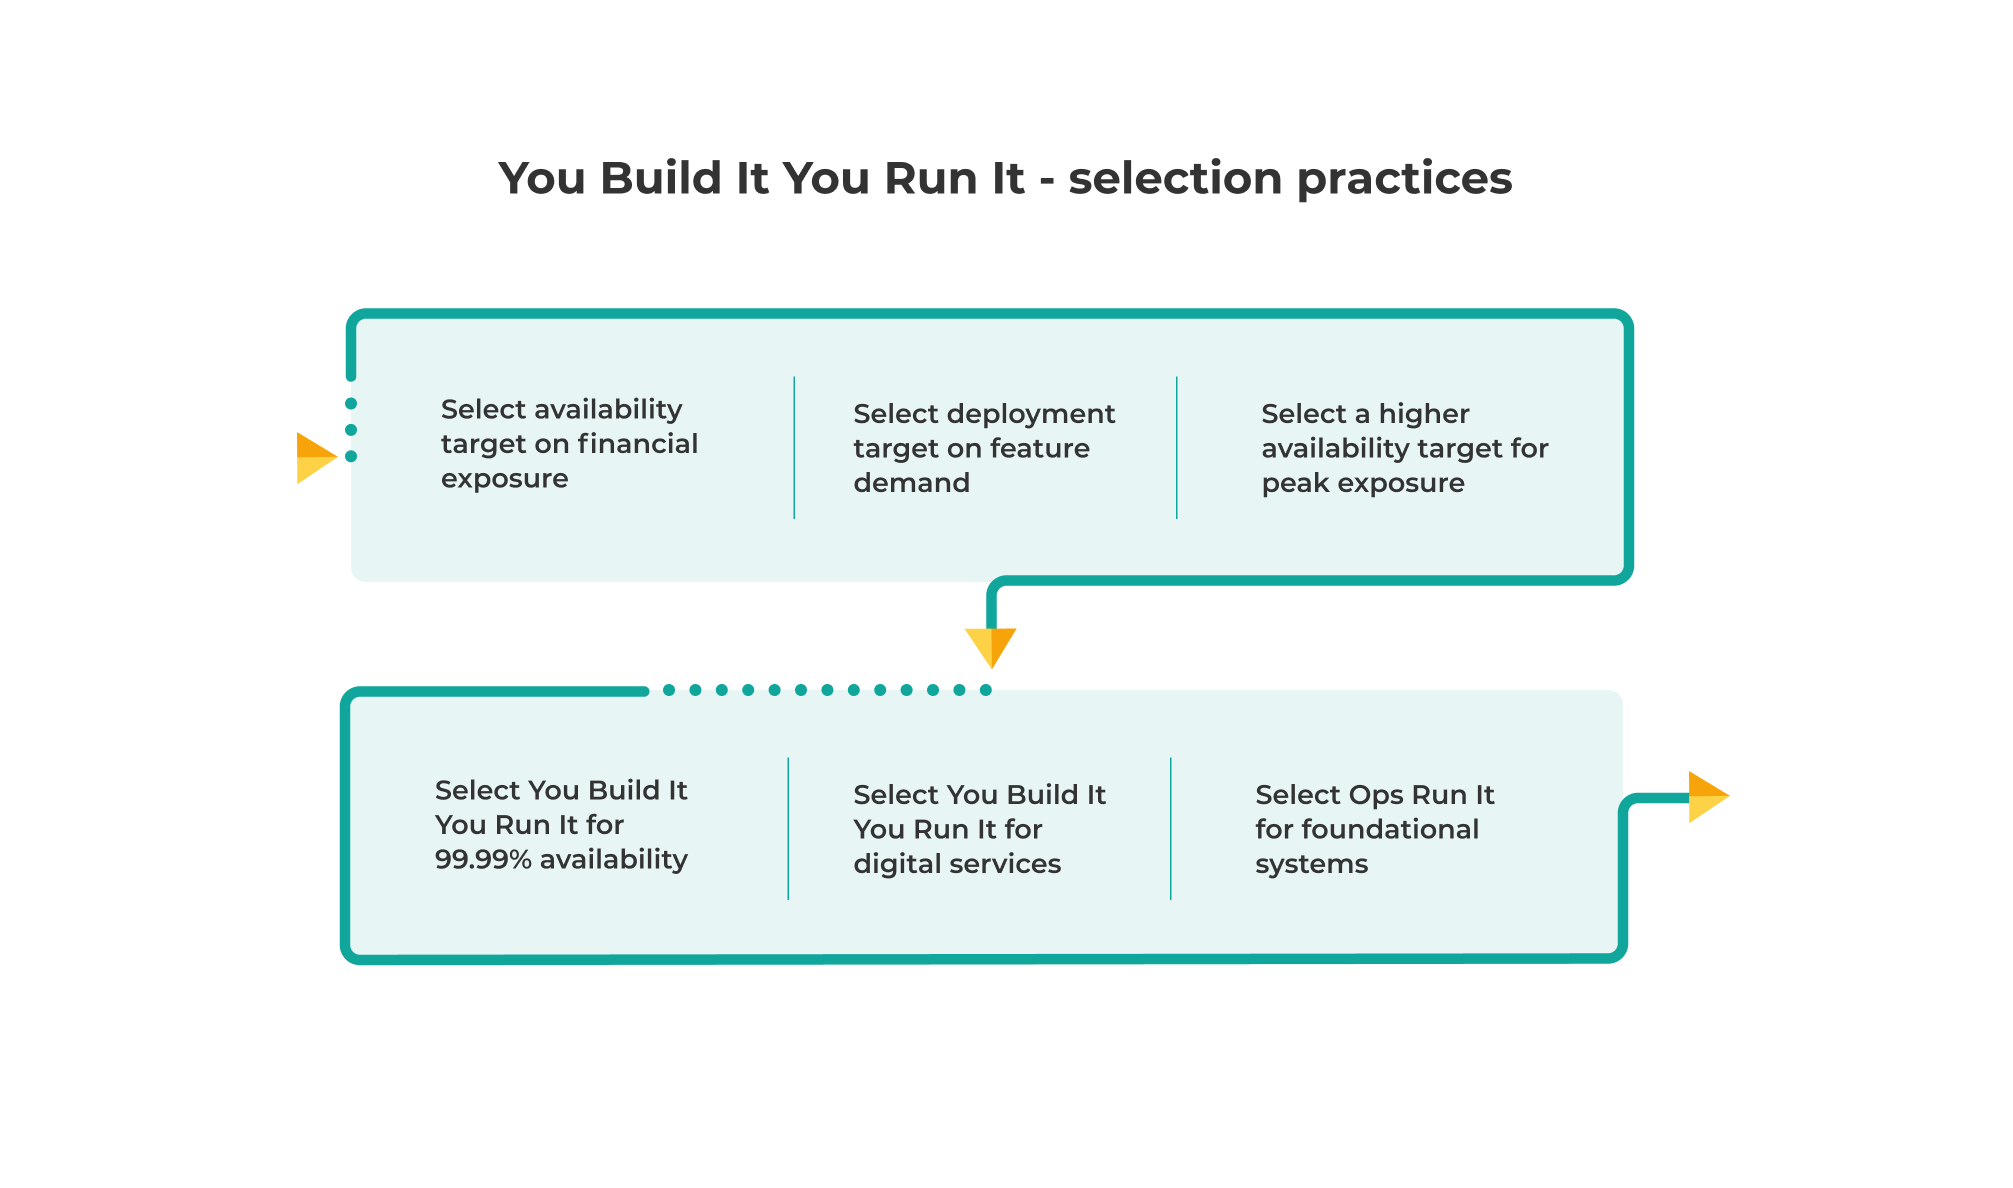 You Build It You Run It - selection practices
Select availability
target on financial
exposure
Select deployment
target on feature
demand
Select a higher
availability target for
peak exposure
Select You Build It
You Run It for
99.99% availability
Select You Build It
You Run It for
digital services
Select Ops Run It
for foundational
systems